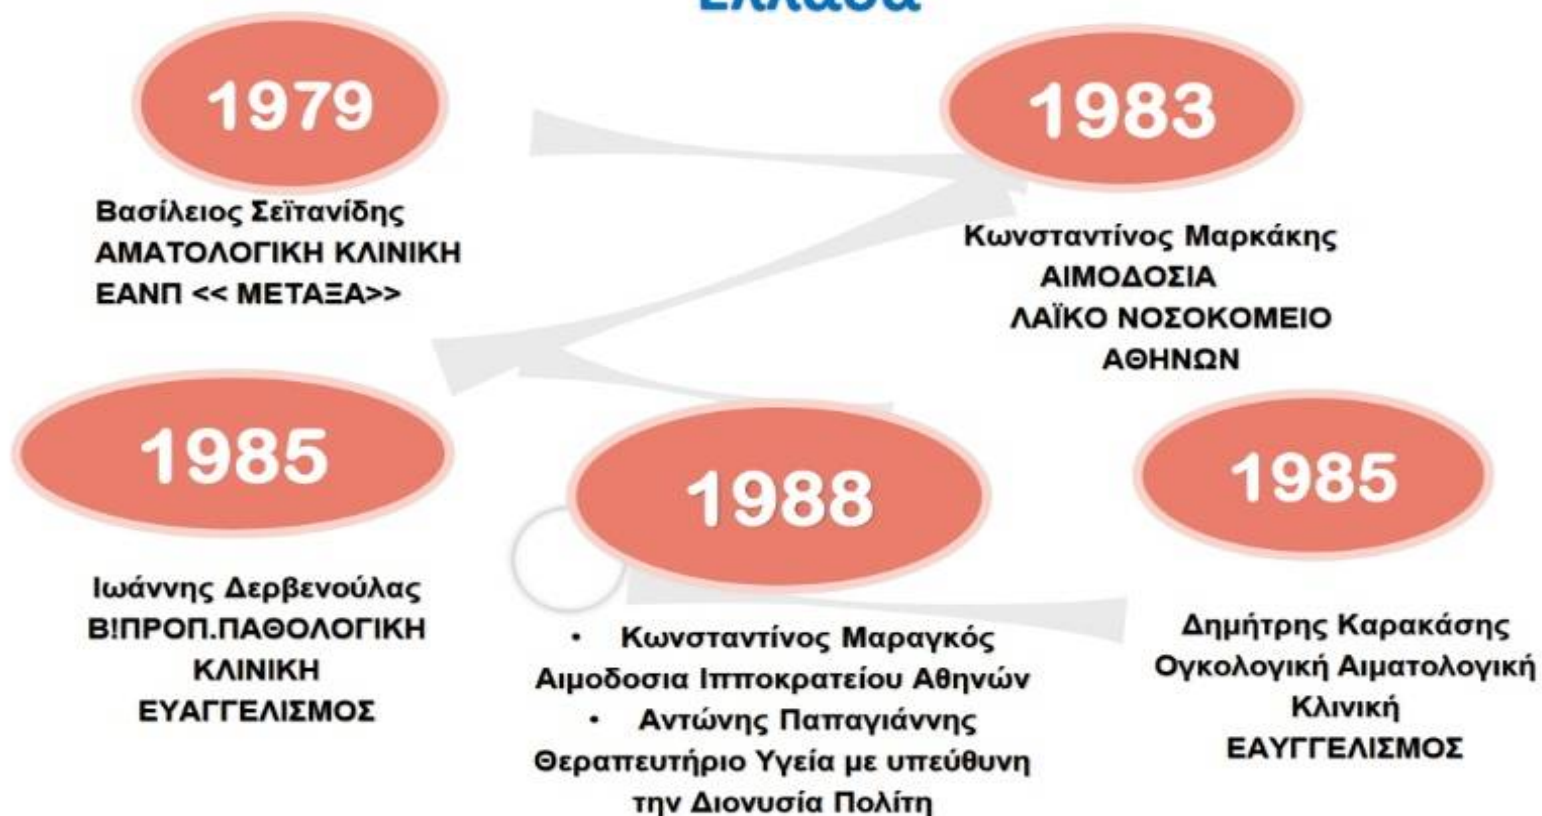 Ελλάδα
1979
Βασίλειος Σεϊτανίδης
ΑΜΑΤΟΛΟΓΙΚΗ ΚΛΙΝΙΚΗ
ΕΑΝΠ << ΜΕΤΑΞΑ>>
1983
Κωνσταντίνος Μαρκάκης
ΑΙΜΟΔΟΣΙΑ
ΛΑΪΚΟ ΝΟΣΟΚΟΜΕΙΟ
ΑΘΗΝΩΝ
1985
Ιωάννης Δερβενούλας
Β!ΠΡΟΠ.ΠΑΘΟΛΟΓΙΚΗ
ΚΛΙΝΙΚΗ
ΕΥΑΓΓΕΛΙΣΜΟΣ
1988
• Κωνσταντίνος Μαραγκός
Αιμοδοσια Ιπποκρατείου Αθηνών
• Αντώνης Παπαγιάννης
Θεραπευτήριο Υγεία με υπεύθυνη
την Διονυσία Πολίτη
1985
Δημήτρης Καρακάσης
Ογκολογική Αιματολογική
Κλινική
ΕΑΥΓΓΕΛΙΣΜΟΣ